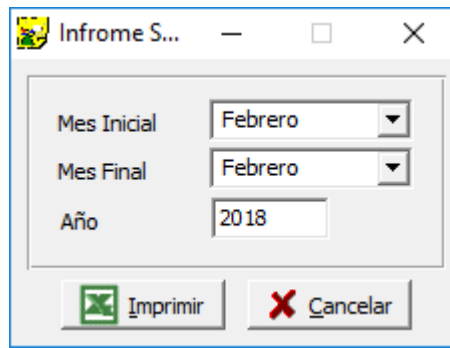 Infrome S...
Mes Inicial Febrero
Mes Final Febrero
Año 2018
Imprimir Cancelar